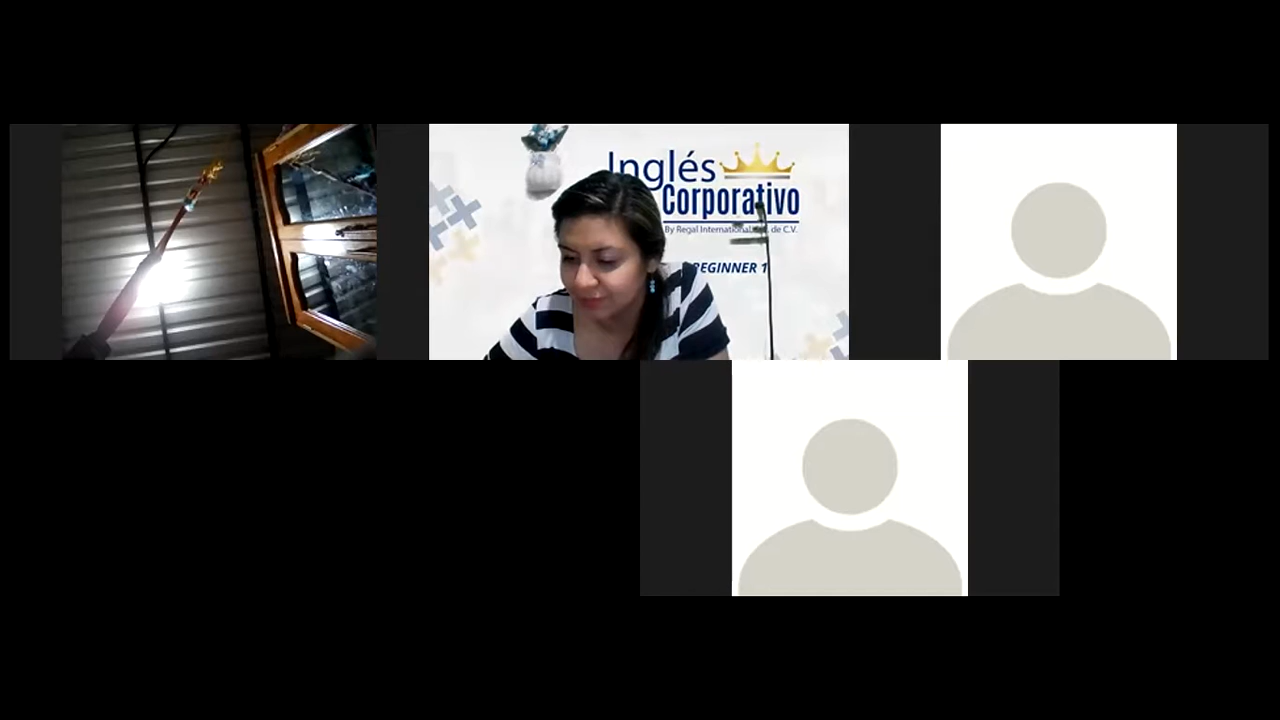 Inglés
Corporativo
By Regal International, de C.V.
BEGINNER 1